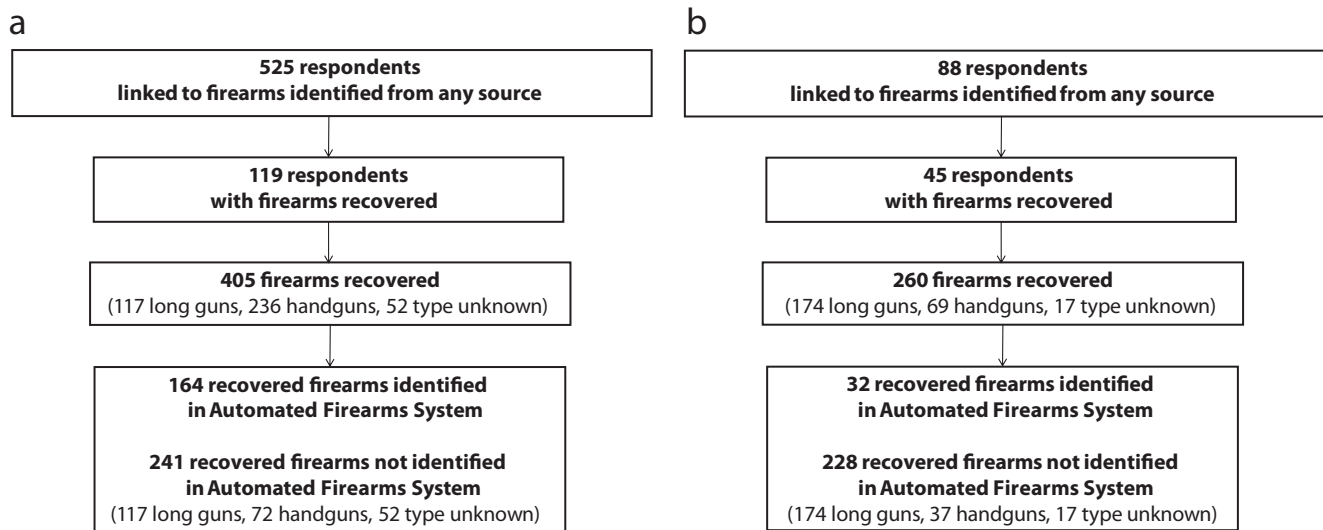 a
525 respondents
linked to firearms identified from any source
119 respondents
with firearms recovered
405 firearms recovered
(117 long guns, 236 handguns, 52 type unknown)
164 recovered firearms identified
in Automated Firearms System
241 recovered firearms not identified
in Automated Firearms System
(117 long guns, 72 handguns, 52 type unknown)
b
88 respondents
linked to firearms identified from any source
45 respondents
with firearms recovered
260 firearms recovered
(174 long guns, 69 handguns, 17 type unknown)
32 recovered firearms identified
in Automated Firearms System
228 recovered firearms not identified
in Automated Firearms System
(174 long guns, 37 handguns, 17 type unknown)